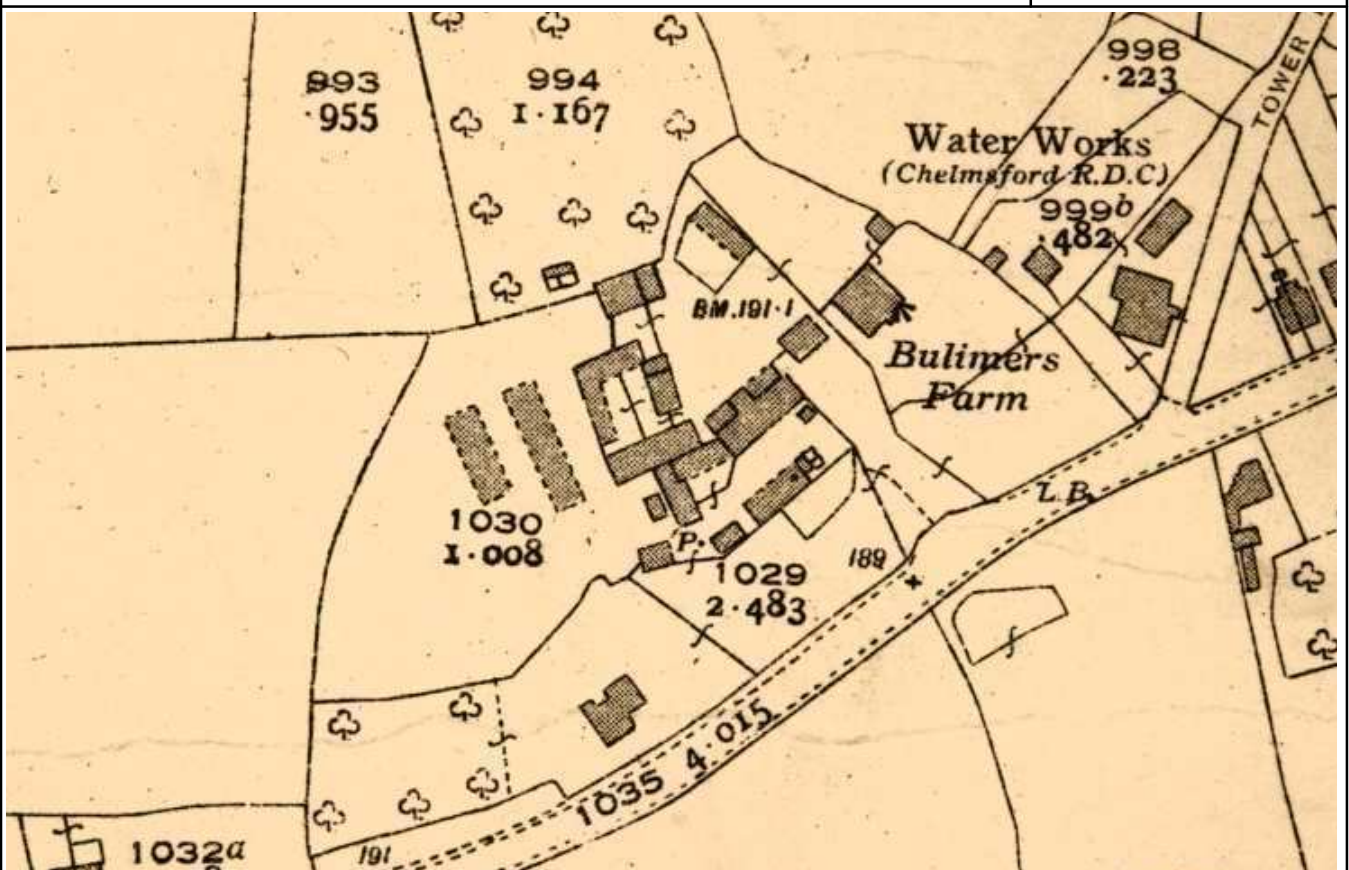 993
.955
994
1.167
998
.223
TOWER
Water Works
(Chelmsford R.D.C)
999b
.482
BM.191.1
Bulimers
Farm
L.B.
1030
1.008
P.
1029
2.483
189
1035 4.015
1032a
191